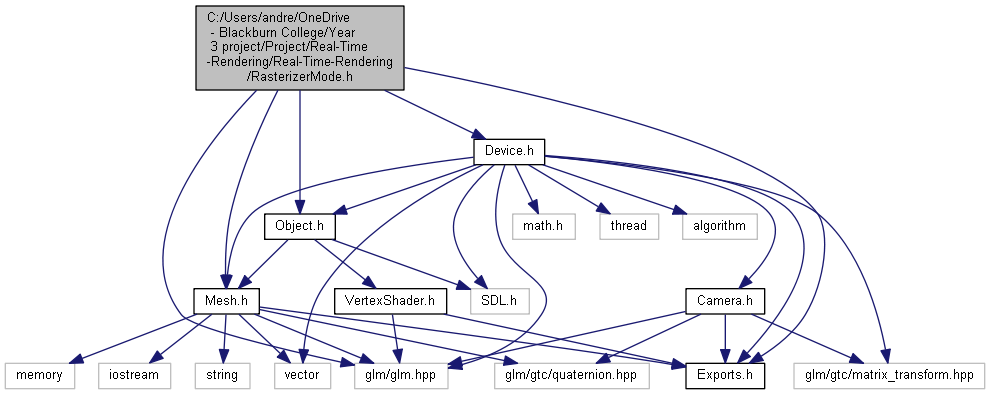 C:/Users/andre/OneDrive
- Blackburn College/Year
3 project/Project/Real-Time
-Rendering/Real-Time-Rendering
/RasterizerMode.h
Device.h
Object.h
math.h
thread
algorithm
Mesh.h
VertexShader.h
SDL.h
Camera.h
memory
iostream
string
vector
glm/glm.hpp
glm/gtc/quaternion.hpp
Exports.h
glm/gtc/matrix_transform.hpp